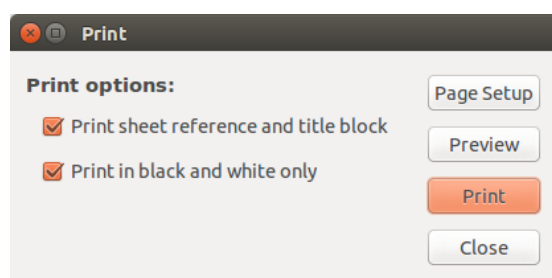 Print
Print options:
Page Setup
Print sheet reference and title block
Preview
Print in black and white only
Print
Close